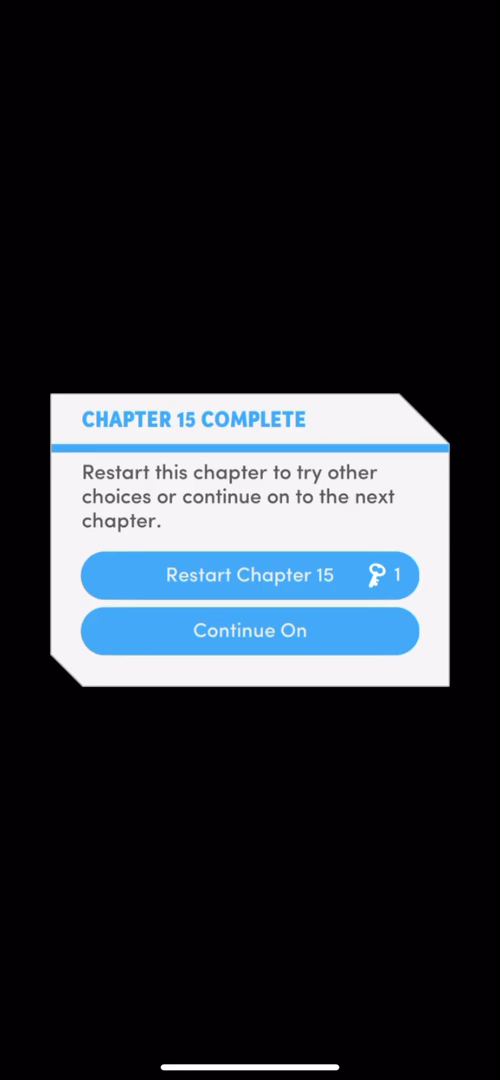 CHAPTER 15 COMPLETE
Restart this chapter to try other
choices or continue on to the next
chapter.
Restart Chapter 15 1
Continue On